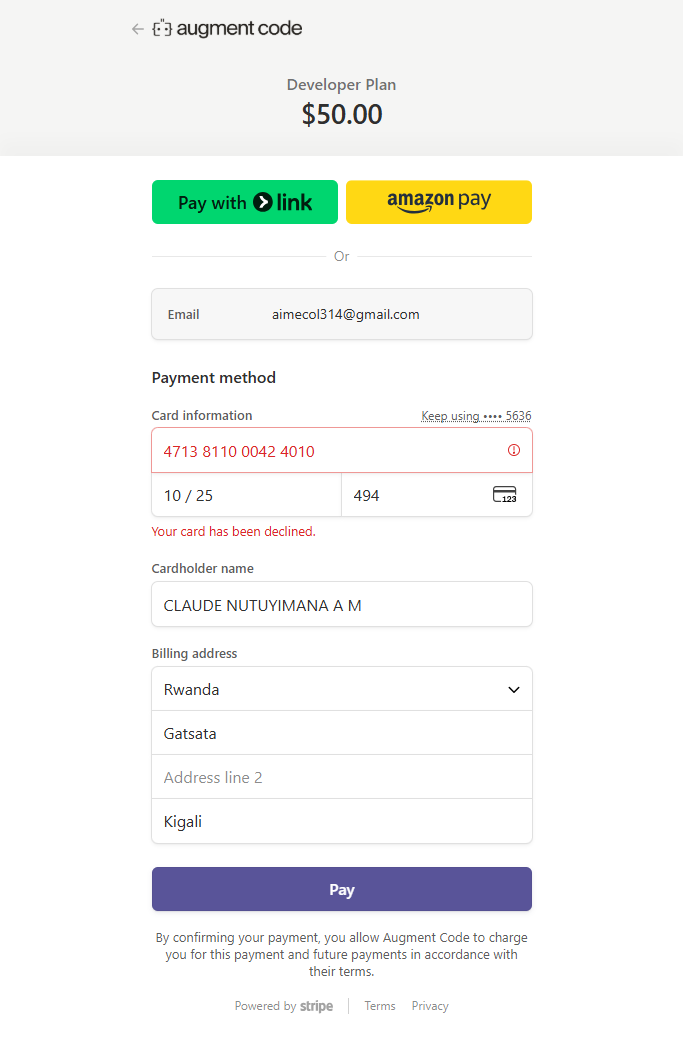 augment code
Developer Plan
$50.00
Pay with link
amazon pay
Or
Email aimecol314@gmail.com
Payment method
Card information Keep using •••• 5636
4713 8110 0042 4010
10 / 25 494 123
Your card has been declined.
Cardholder name
CLAUDE NUTUYIMANA A M
Billing address
Rwanda
Gatsata
Address line 2
Kigali
Pay
By confirming your payment, you allow Augment Code to charge
you for this payment and future payments in accordance with
their terms.
Powered by stripe Terms Privacy